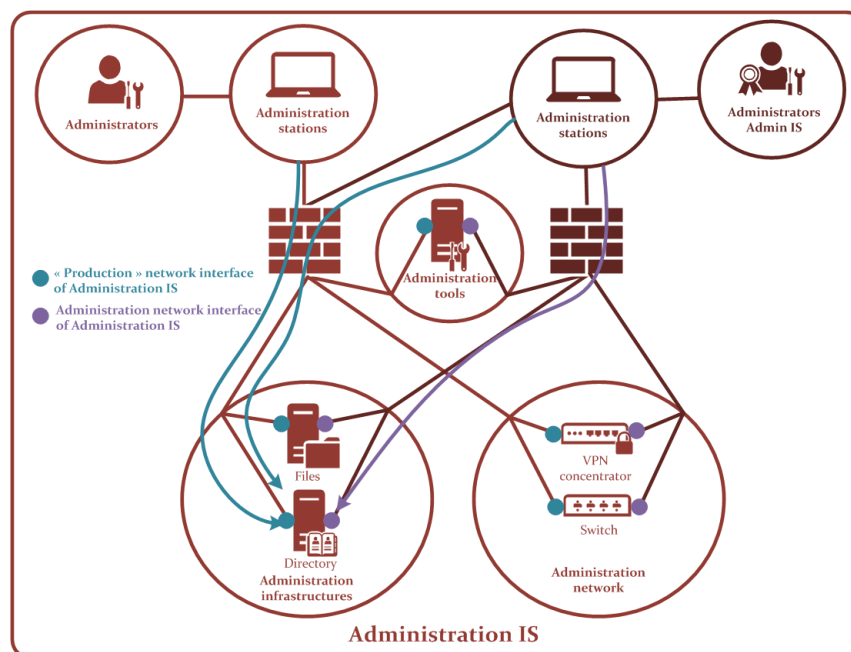 Administrators
Administration
stations
Administration
stations
Administrators
Admin IS
« Production » network interface
of Administration IS
Administration network interface
of Administration IS
Administration
tools
Files
Directory
Administration
infrastructures
VPN
concentrator
Switch
Administration
network
Administration IS